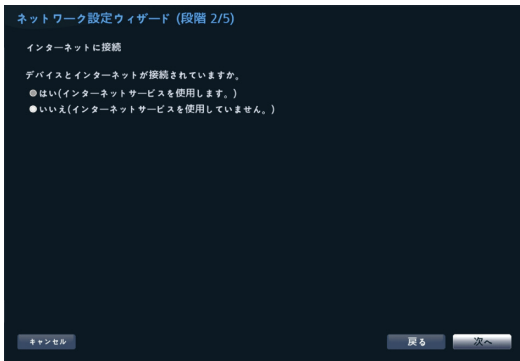 ネットワーク設定ウィザード (段階 2/5)
インターネットに接続
デバイスとインターネットが接続されていますか。
はい(インターネットサービスを使用します。)
いいえ(インターネットサービスを使用していません。)
キャンセル 戻る 次へ